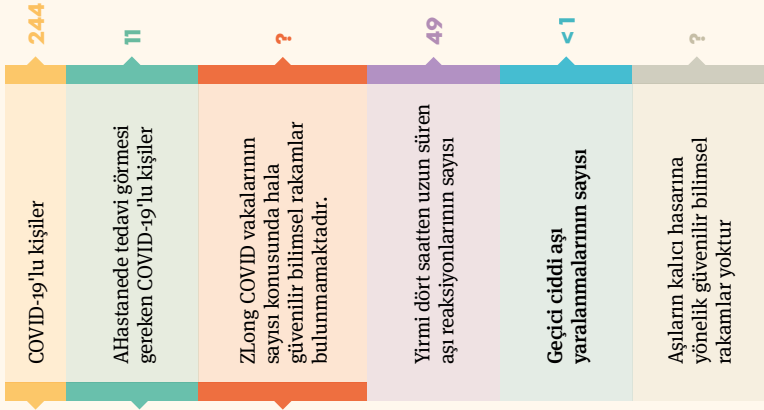 COVID-19'lu kişiler
244
AHastanede tedavi görmesi
gereken COVID-19'lu kişiler
11
ZLong COVID vakalarının
sayısı konusunda hala
güvenilir bilimsel rakamlar
bulunmamaktadır.
?
Yirmi dört saatten uzun süren
aşı reaksiyonlarının sayısı
49
Geçici ciddi aşı
yaralanmalarının sayısı
<1
Aşıların kalıcı hasarına
yönelik güvenilir bilimsel
rakamlar yoktur
?